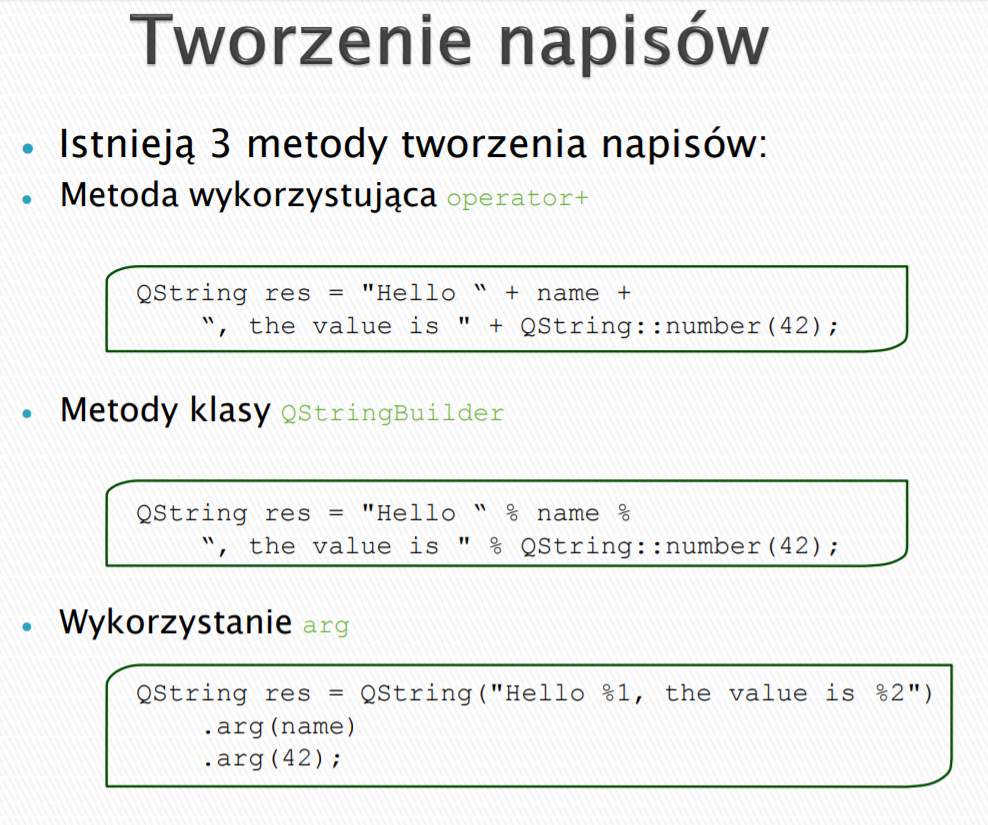 Tworzenie napisów
Istnieją 3 metody tworzenia napisów:
Metoda wykorzystująca operator+
QString res = "Hello “ + name +
“, the value is " + QString::number(42);
Metody klasy QStringBuilder
QString res = "Hello “ % name %
“, the value is " % QString::number(42);
Wykorzystanie arg
QString res = QString("Hello %1, the value is %2")
.arg(name)
.arg(42);